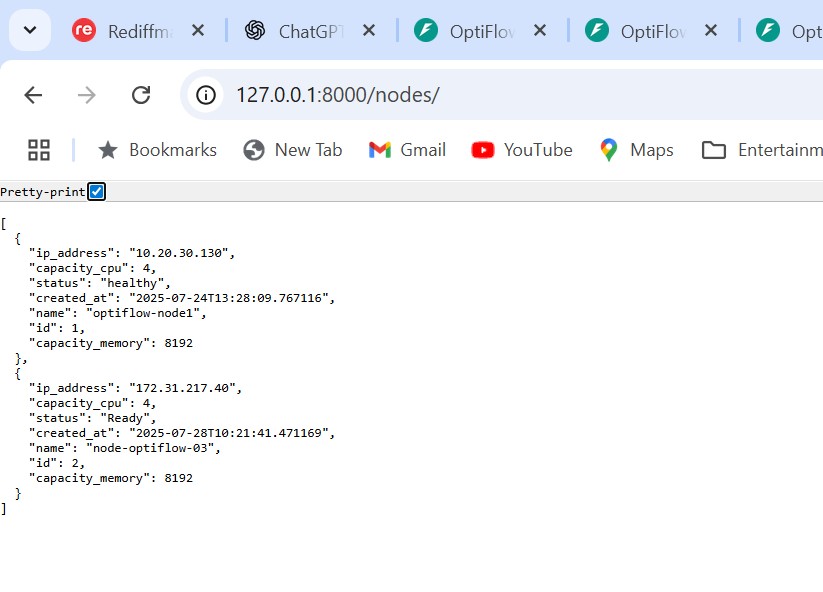 Rediffm ChatGPT OptiFlow OptiFlow Opt
127.0.0.1:8000/nodes/
Bookmarks New Tab Gmail YouTube Maps Entertainm
Pretty-print
[
  {
    "ip_address": "10.20.30.130",
    "capacity_cpu": 4,
    "status": "healthy",
    "created_at": "2025-07-24T13:28:09.767116",
    "name": "optiflow-node1",
    "id": 1,
    "capacity_memory": 8192
  },
  {
    "ip_address": "172.31.217.40",
    "capacity_cpu": 4,
    "status": "Ready",
    "created_at": "2025-07-28T10:21:41.471169",
    "name": "node-optiflow-03",
    "id": 2,
    "capacity_memory": 8192
  }
]